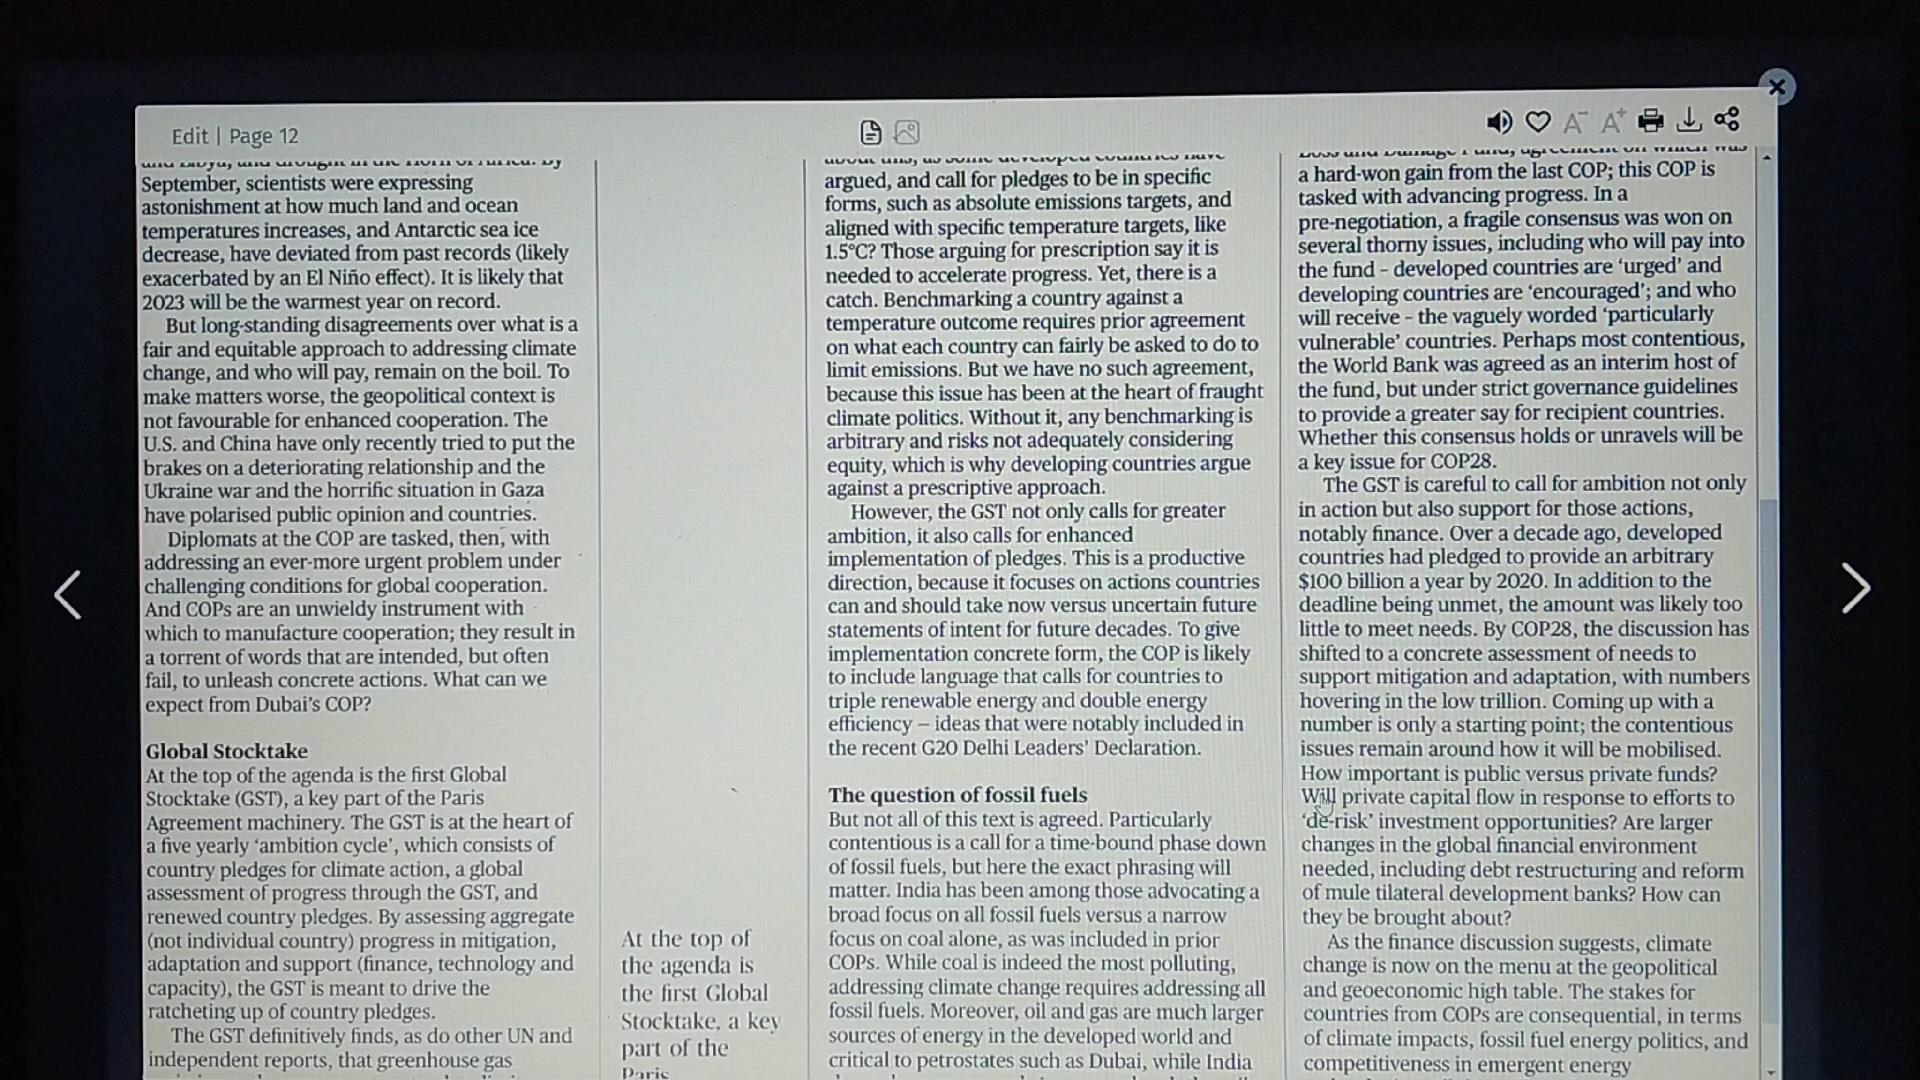 Edit | Page 12
September, scientists were expressing
astonishment at how much land and ocean
temperatures increases, and Antarctic sea ice
decrease, have deviated from past records (likely
exacerbated by an El Niño effect). It is likely that
2023 will be the warmest year on record.
But long-standing disagreements over what is a
fair and equitable approach to addressing climate
change, and who will pay, remain on the boil. To
make matters worse, the geopolitical context is
not favourable for enhanced cooperation. The
U.S. and China have only recently tried to put the
brakes on a deteriorating relationship and the
Ukraine war and the horrific situation in Gaza
have polarised public opinion and countries.
Diplomats at the COP are tasked, then, with
addressing an ever-more urgent problem under
challenging conditions for global cooperation.
And COPs are an unwieldy instrument with
which to manufacture cooperation; they result in
a torrent of words that are intended, but often
fail, to unleash concrete actions. What can we
expect from Dubai's COP?
Global Stocktake
At the top of the agenda is the first Global
Stocktake (GST), a key part of the Paris
Agreement machinery. The GST is at the heart of
a five yearly 'ambition cycle', which consists of
country pledges for climate action, a global
assessment of progress through the GST, and
renewed country pledges. By assessing aggregate
(not individual country) progress in mitigation,
adaptation and support (finance, technology and
capacity), the GST is meant to drive the
ratcheting up of country pledges.
The GST definitively finds, as do other UN and
independent reports, that greenhouse gas
At the top of
the agenda is
the first Global
Stocktake, a key
part of the
Paris
argued, and call for pledges to be in specific
forms, such as absolute emissions targets, and
aligned with specific temperature targets, like
1.5°C? Those arguing for prescription say it is
needed to accelerate progress. Yet, there is a
catch. Benchmarking a country against a
temperature outcome requires prior agreement
on what each country can fairly be asked to do to
limit emissions. But we have no such agreement,
because this issue has been at the heart of fraught
climate politics. Without it, any benchmarking is
arbitrary and risks not adequately considering
equity, which is why developing countries argue
against a prescriptive approach.
However, the GST not only calls for greater
ambition, it also calls for enhanced
implementation of pledges. This is a productive
direction, because it focuses on actions countries
can and should take now versus uncertain future
statements of intent for future decades. To give
implementation concrete form, the COP is likely
to include language that calls for countries to
triple renewable energy and double energy
efficiency – ideas that were notably included in
the recent G20 Delhi Leaders' Declaration.
The question of fossil fuels
But not all of this text is agreed. Particularly
contentious is a call for a time-bound phase down
of fossil fuels, but here the exact phrasing will
matter. India has been among those advocating a
broad focus on all fossil fuels versus a narrow
focus on coal alone, as was included in prior
COPs. While coal is indeed the most polluting,
addressing climate change requires addressing all
fossil fuels. Moreover, oil and gas are much larger
sources of energy in the developed world and
critical to petrostates such as Dubai, while India
a hard-won gain from the last COP; this COP is
tasked with advancing progress. In a
pre-negotiation, a fragile consensus was won on
several thorny issues, including who will pay into
the fund – developed countries are 'urged' and
developing countries are 'encouraged'; and who
will receive – the vaguely worded 'particularly
vulnerable' countries. Perhaps most contentious,
the World Bank was agreed as an interim host of
the fund, but under strict governance guidelines
to provide a greater say for recipient countries.
Whether this consensus holds or unravels will be
a key issue for COP28.
The GST is careful to call for ambition not only
in action but also support for those actions,
notably finance. Over a decade ago, developed
countries had pledged to provide an arbitrary
$100 billion a year by 2020. In addition to the
deadline being unmet, the amount was likely too
little to meet needs. By COP28, the discussion has
shifted to a concrete assessment of needs to
support mitigation and adaptation, with numbers
hovering in the low trillion. Coming up with a
number is only a starting point; the contentious
issues remain around how it will be mobilised.
How important is public versus private funds?
Will private capital flow in response to efforts to
'de-risk' investment opportunities? Are larger
changes in the global financial environment
needed, including debt restructuring and reform
of mule tilateral development banks? How can
they be brought about?
As the finance discussion suggests, climate
change is now on the menu at the geopolitical
and geoeconomic high table. The stakes for
countries from COPs are consequential, in terms
of climate impacts, fossil fuel energy politics, and
competitiveness in emergent energy